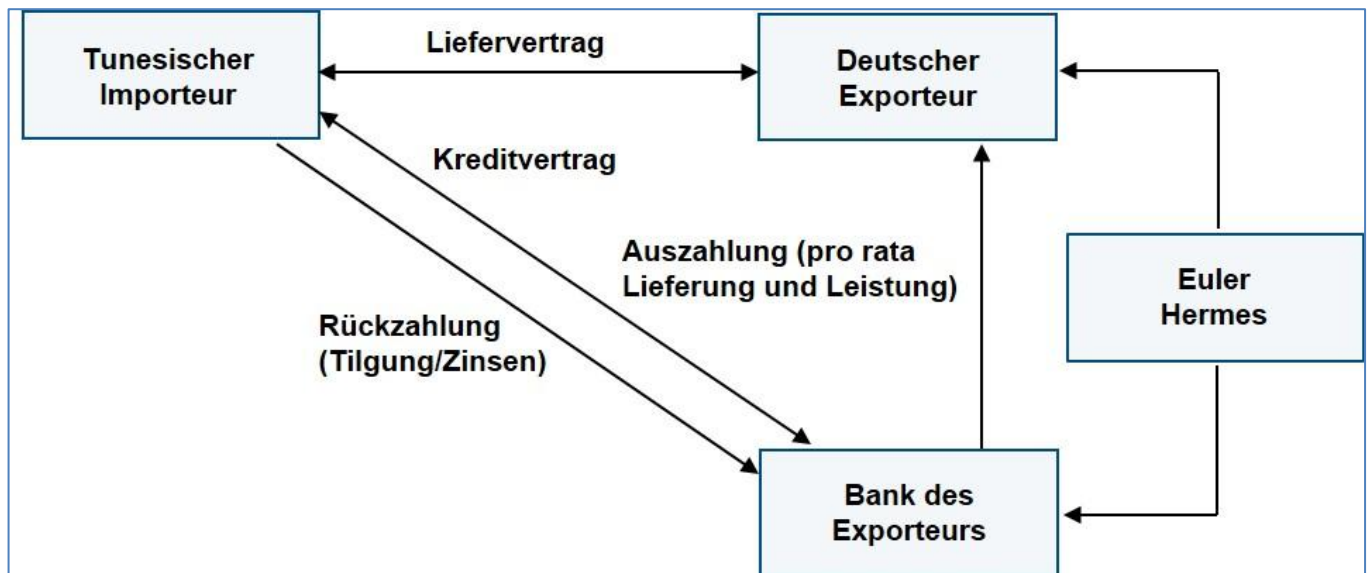 Tunesischer
Importeur
Liefervertrag
Deutscher
Exporteur
Kreditvertrag
Auszahlung (pro rata
Lieferung und Leistung)
Euler
Hermes
Rückzahlung
(Tilgung/Zinsen)
Bank des
Exporteurs